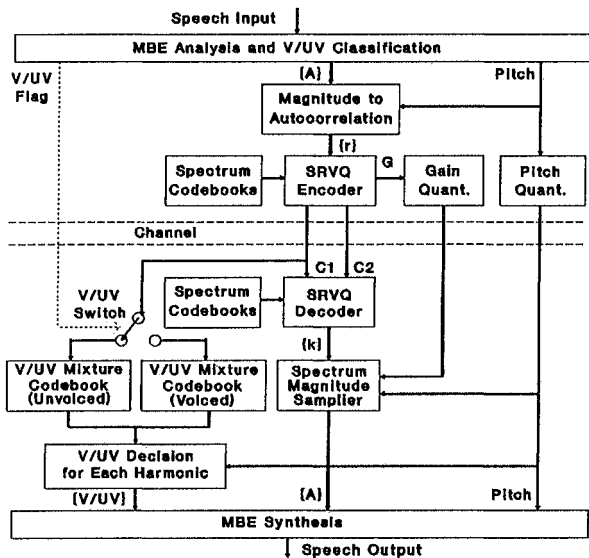 Speech Input
MBE Analysis and V/UV Classification
V/UV
Flag
{A}
Pitch
Magnitude to
Autocorrelation
{r}
G
Spectrum
Codebooks
SRVQ
Encoder
Gain
Quant.
Pitch
Quant.
Channel
C1
C2
V/UV
Switch
Spectrum
Codebooks
SRVQ
Decoder
{k}
V/UV Mixture
Codebook
(Unvoiced)
V/UV Mixture
Codebook
(Voiced)
Spectrum
Magnitude
Samplier
V/UV Decision
for Each Harmonic
{V/UV}
{A}
Pitch
MBE Synthesis
Speech Output